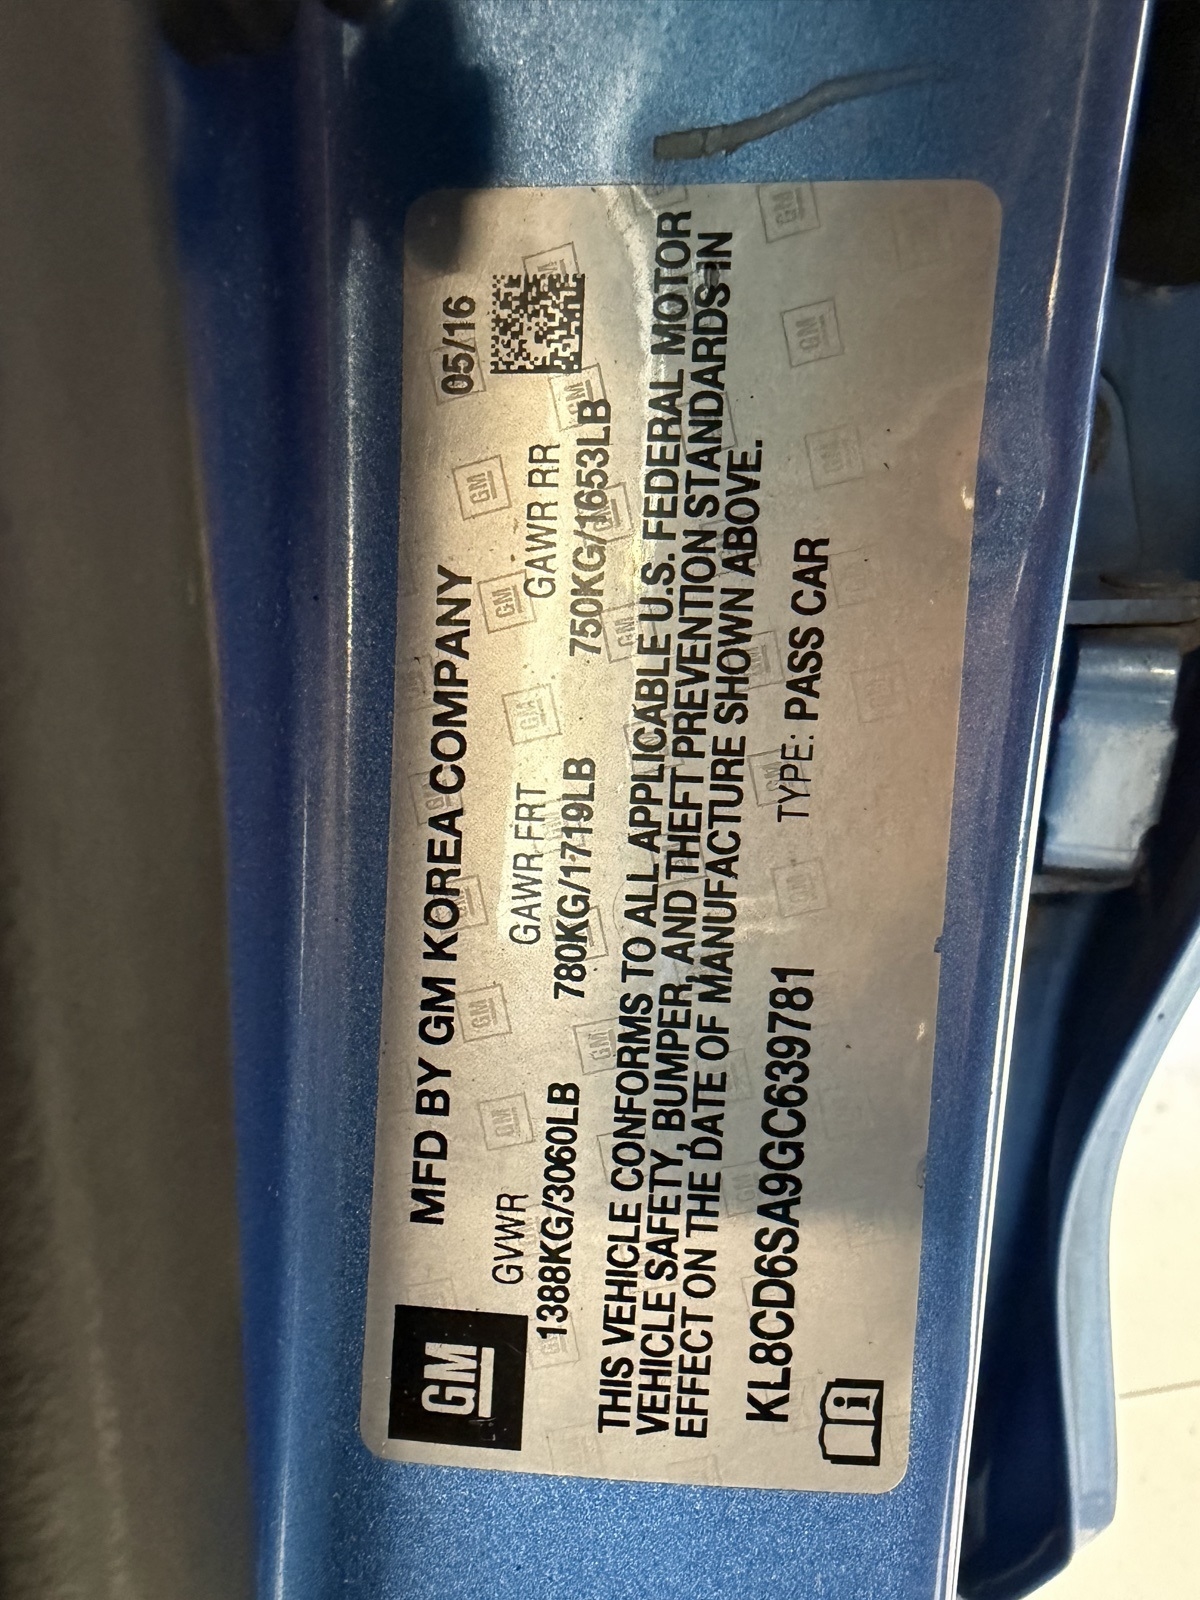 GM
MFD BY GM KOREA COMPANY 05/16
GVWR GAWR FRT GAWR RR
1388KG/3060LB 780KG/1719LB 750KG/1653LB
THIS VEHICLE CONFORMS TO ALL APPLICABLE U.S. FEDERAL MOTOR
VEHICLE SAFETY, BUMPER, AND THEFT PREVENTION STANDARDS IN
EFFECT ON THE DATE OF MANUFACTURE SHOWN ABOVE.
KL8CD6SA9GC639781 TYPE: PASS CAR